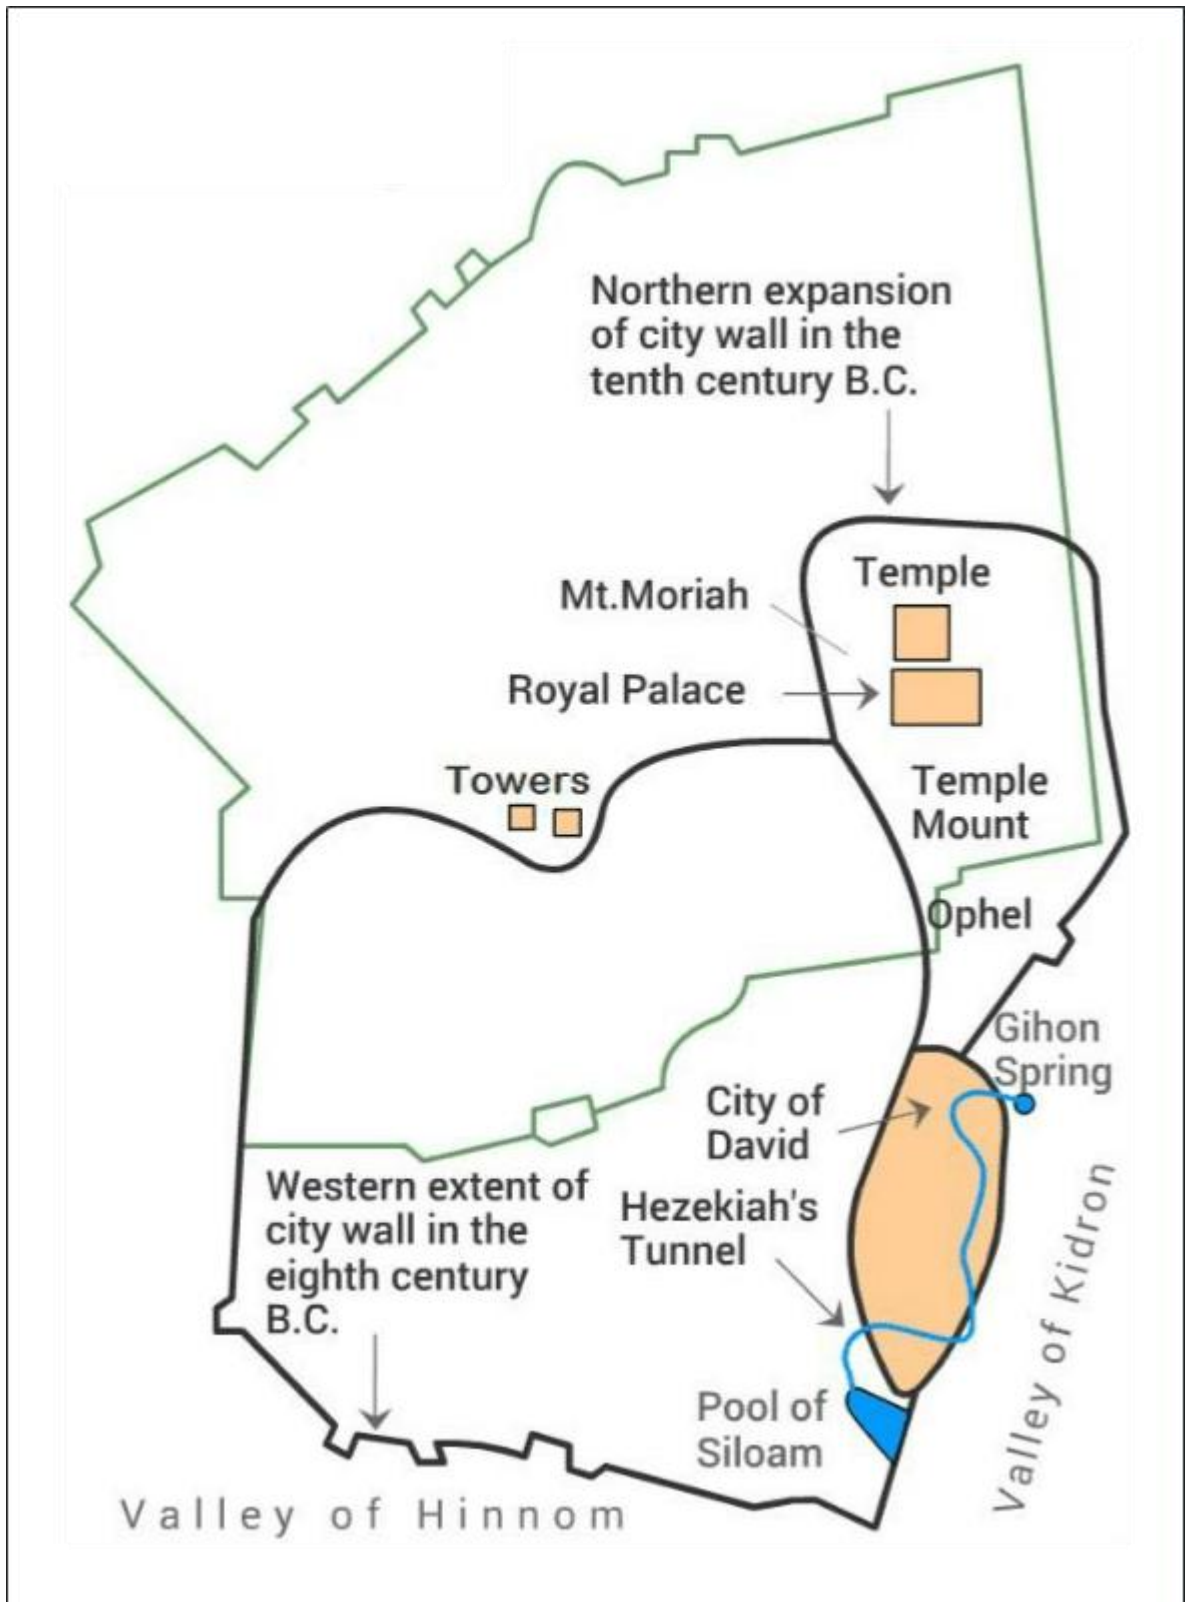 Northern expansion
of city wall in the
tenth century B.C.
Temple
Mt.Moriah
Royal Palace
Towers
Temple
Mount
Ophel
Gihon
Spring
City of
David
Western extent of
city wall in the
eighth century
B.C.
Hezekiah's
Tunnel
Valley of Kidron
Pool of
Siloam
Valley of Hinnom